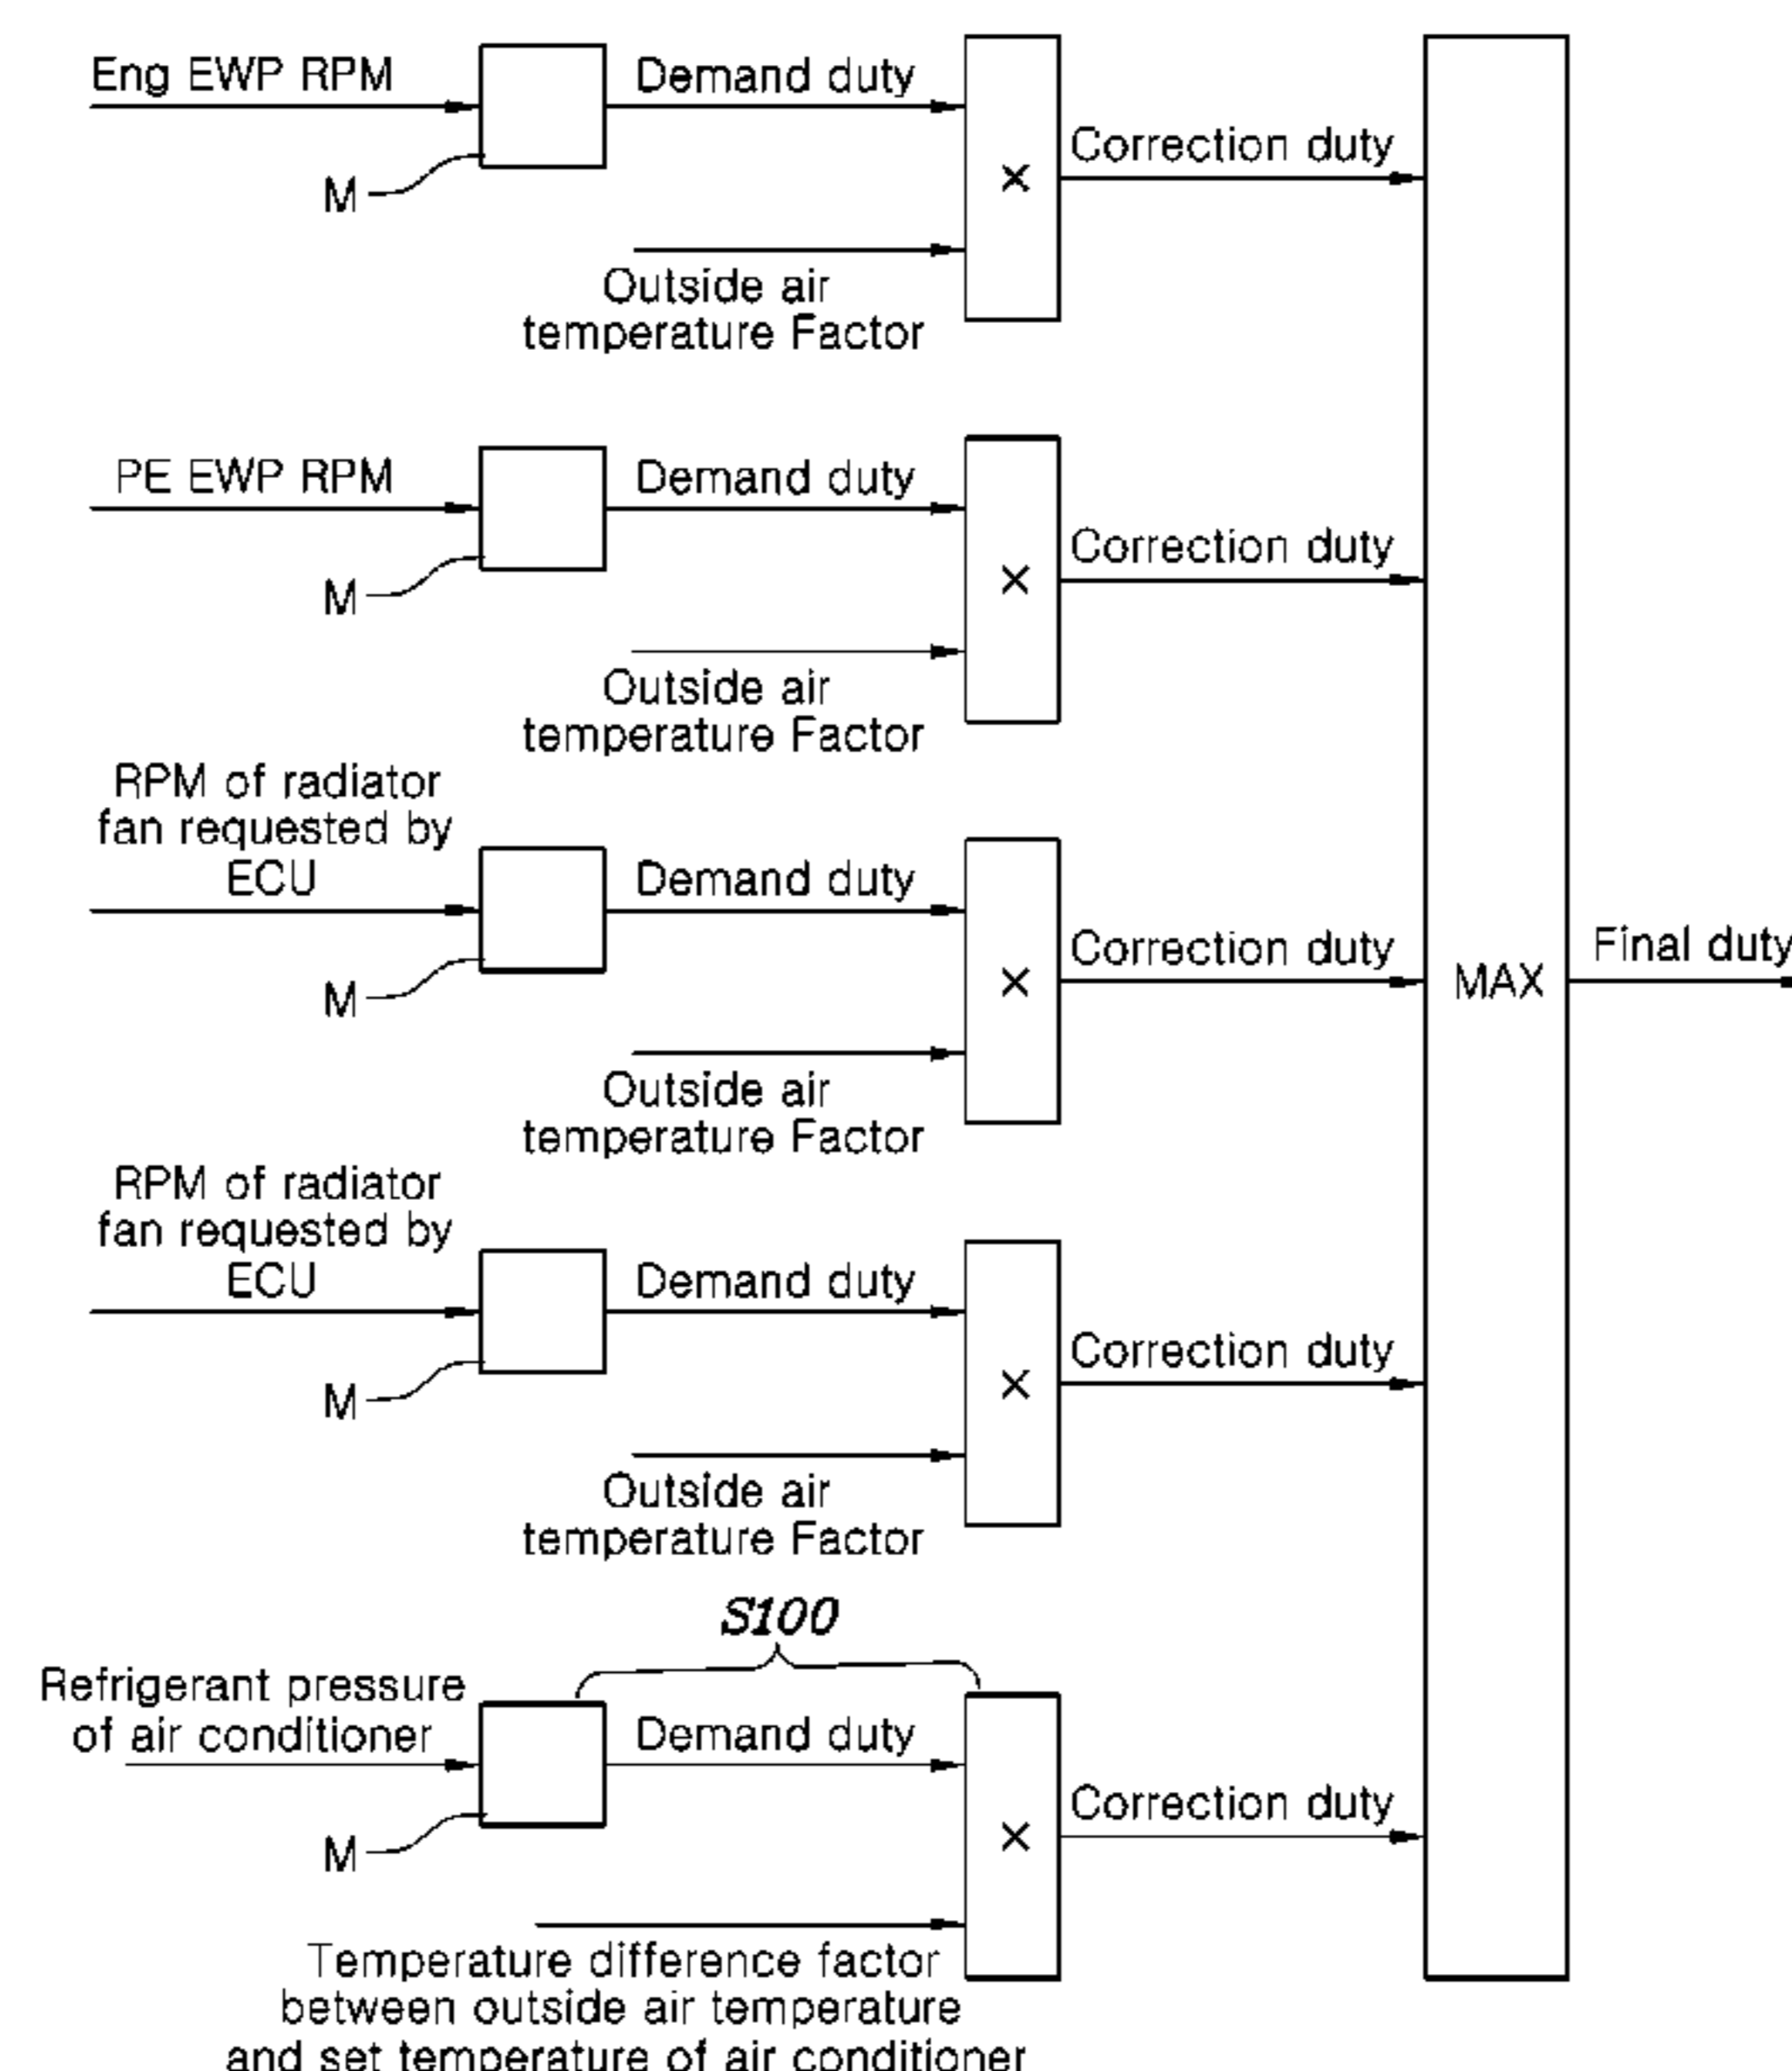 Eng EWP RPM
Demand duty
Correction duty
M
×
Outside air
temperature Factor
PE EWP RPM
Demand duty
Correction duty
M
×
Outside air
temperature Factor
RPM of radiator
fan requested by
ECU
Demand duty
Correction duty
Final duty
M
×
MAX
Outside air
temperature Factor
RPM of radiator
fan requested by
ECU
Demand duty
Correction duty
M
×
Outside air
temperature Factor
S100
Refrigerant pressure
of air conditioner
Demand duty
Correction duty
M
×
Temperature difference factor
between outside air temperature
and set temperature of air conditioner